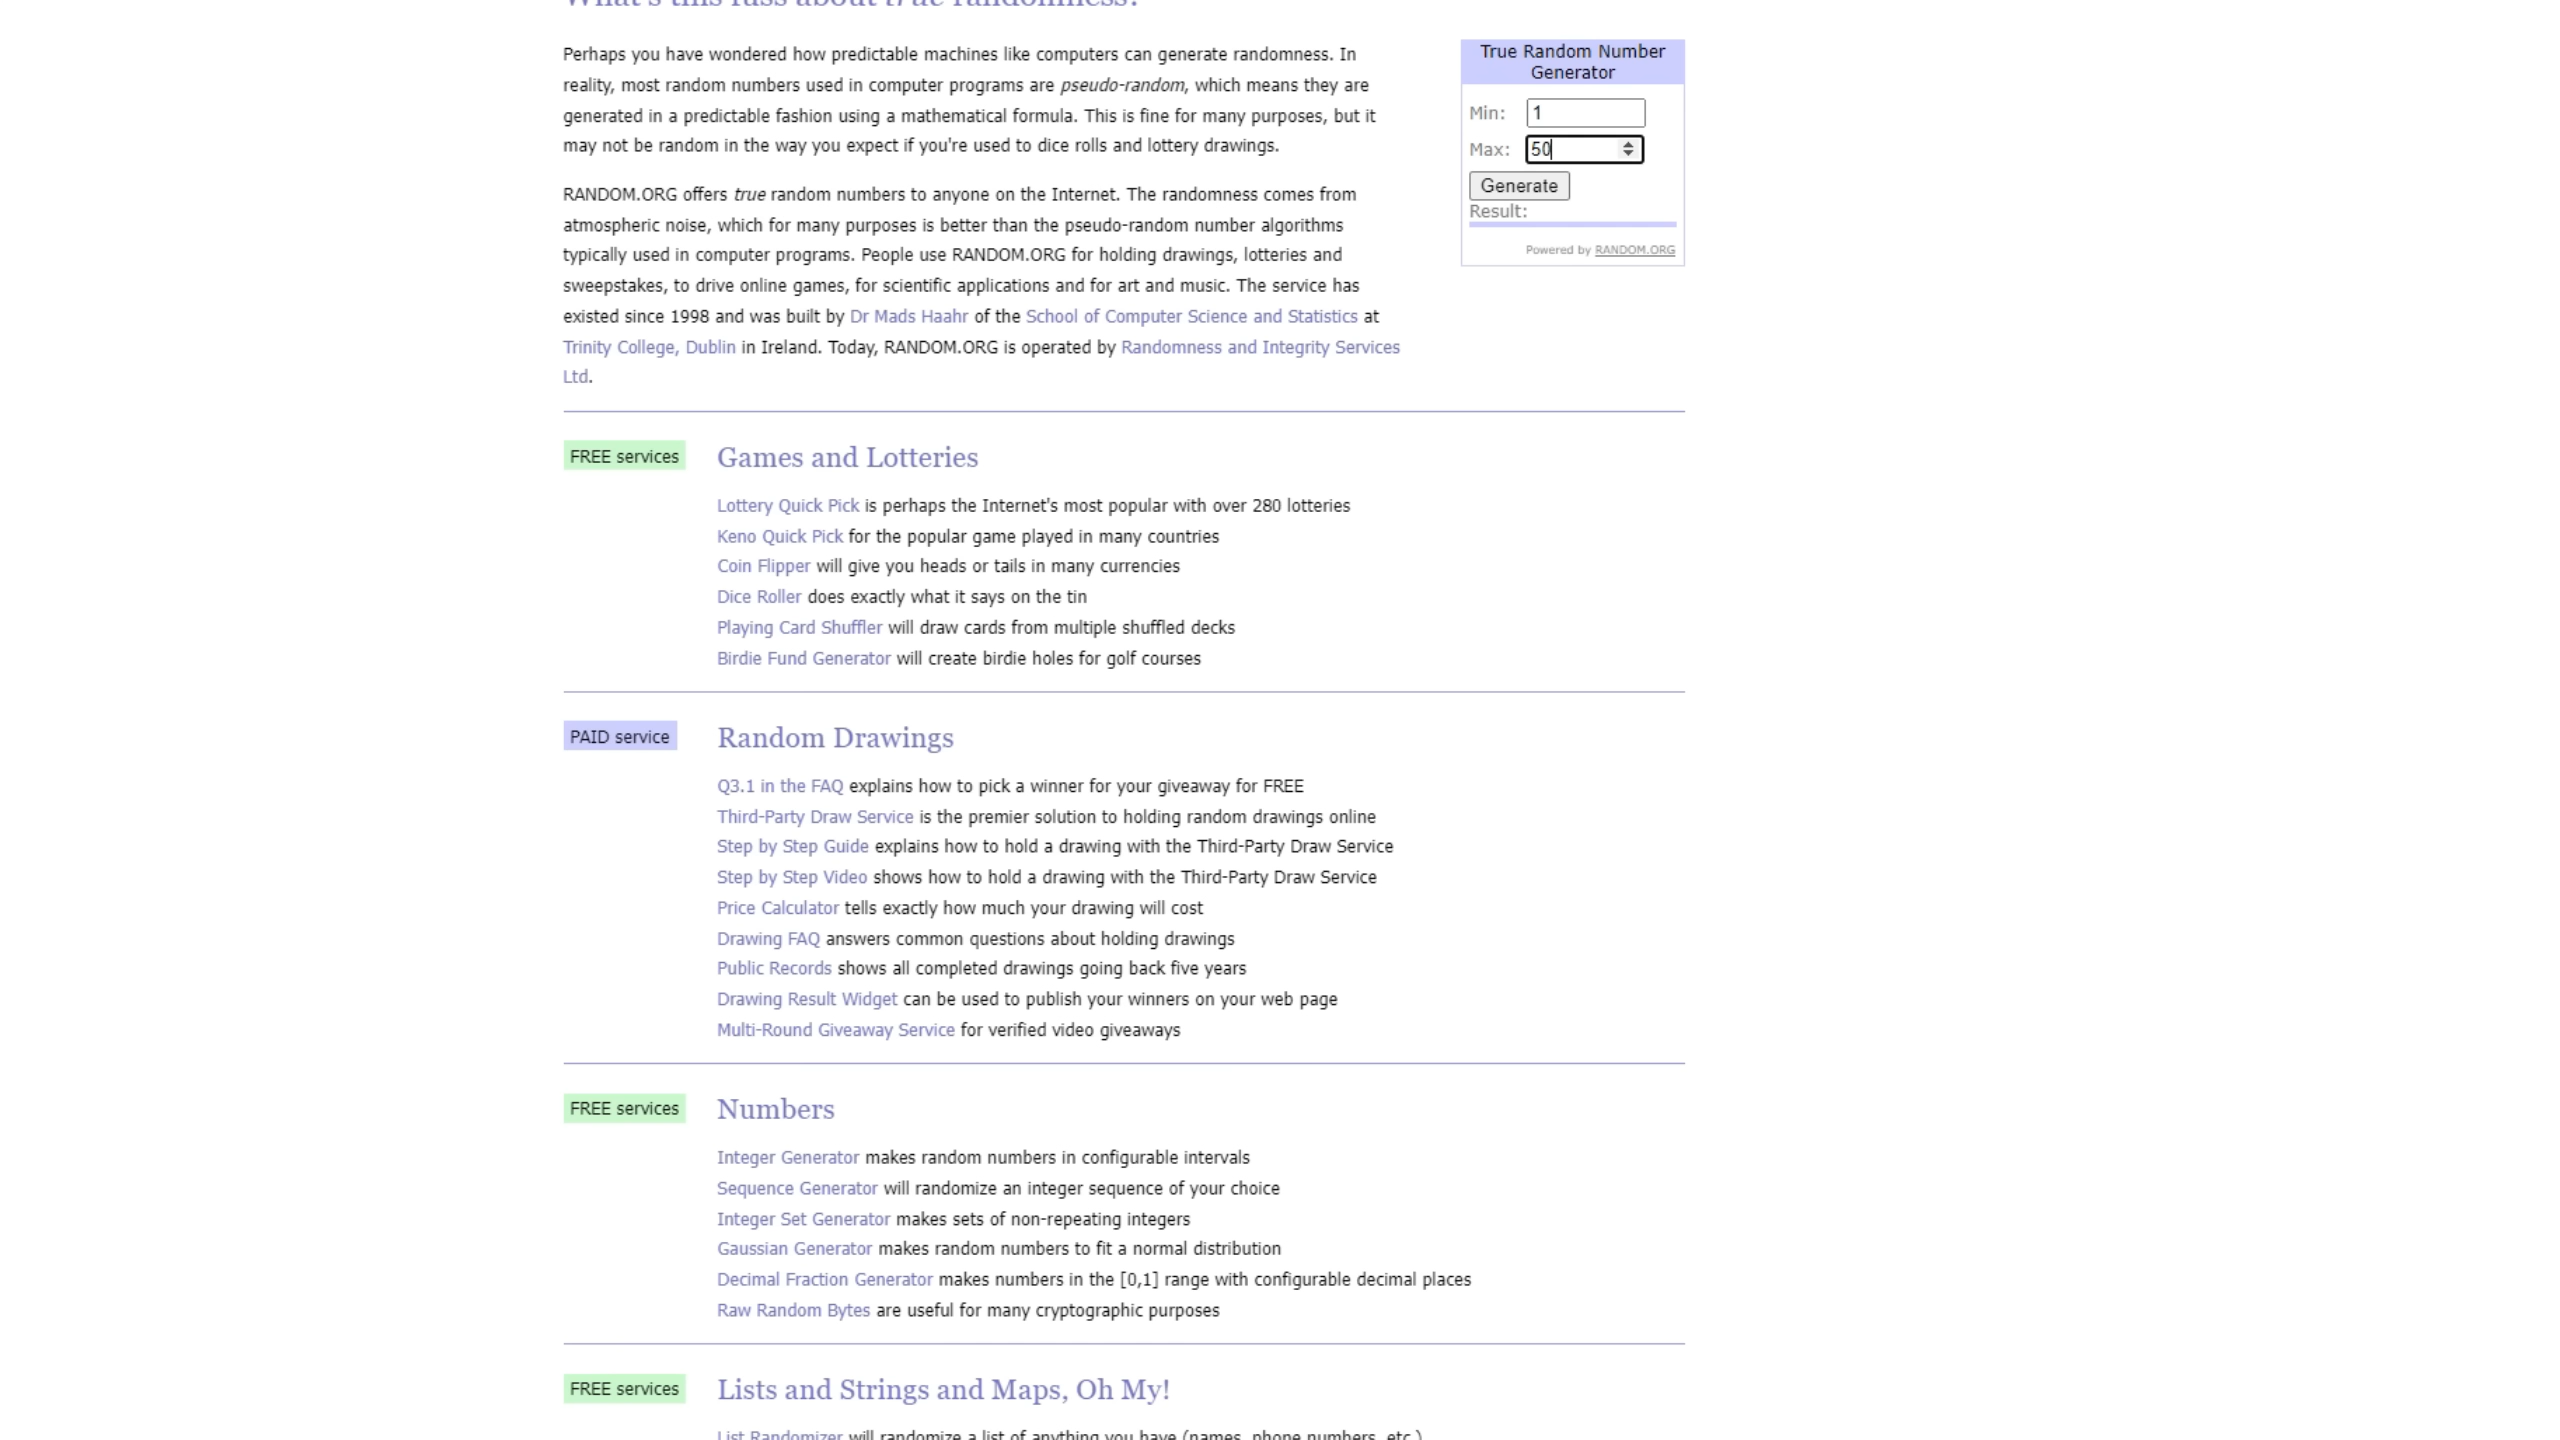 What's this fuss about true randomness?
Perhaps you have wondered how predictable machines like computers can generate randomness. In
reality, most random numbers used in computer programs are pseudo-random, which means they are
generated in a predictable fashion using a mathematical formula. This is fine for many purposes, but it
may not be random in the way you expect if you're used to dice rolls and lottery drawings.
RANDOM.ORG offers true random numbers to anyone on the Internet. The randomness comes from
atmospheric noise, which for many purposes is better than the pseudo-random number algorithms
typically used in computer programs. People use RANDOM.ORG for holding drawings, lotteries and
sweepstakes, to drive online games, for scientific applications and for art and music. The service has
existed since 1998 and was built by Dr Mads Haahr of the School of Computer Science and Statistics at
Trinity College, Dublin in Ireland. Today, RANDOM.ORG is operated by Randomness and Integrity Services
Ltd.
True Random Number
Generator
Min: 1
Max: 50
Generate
Result:
Powered by RANDOM.ORG
FREE services
Games and Lotteries
Lottery Quick Pick is perhaps the Internet's most popular with over 280 lotteries
Keno Quick Pick for the popular game played in many countries
Coin Flipper will give you heads or tails in many currencies
Dice Roller does exactly what it says on the tin
Playing Card Shuffler will draw cards from multiple shuffled decks
Birdie Fund Generator will create birdie holes for golf courses
PAID service
Random Drawings
Q3.1 in the FAQ explains how to pick a winner for your giveaway for FREE
Third-Party Draw Service is the premier solution to holding random drawings online
Step by Step Guide explains how to hold a drawing with the Third-Party Draw Service
Step by Step Video shows how to hold a drawing with the Third-Party Draw Service
Price Calculator tells exactly how much your drawing will cost
Drawing FAQ answers common questions about holding drawings
Public Records shows all completed drawings going back five years
Drawing Result Widget can be used to publish your winners on your web page
Multi-Round Giveaway Service for verified video giveaways
FREE services
Numbers
Integer Generator makes random numbers in configurable intervals
Sequence Generator will randomize an integer sequence of your choice
Integer Set Generator makes sets of non-repeating integers
Gaussian Generator makes random numbers to fit a normal distribution
Decimal Fraction Generator makes numbers in the [0,1] range with configurable decimal places
Raw Random Bytes are useful for many cryptographic purposes
FREE services
Lists and Strings and Maps, Oh My!
List Randomizer will randomize a list of anything you have (names, phone numbers, etc.)